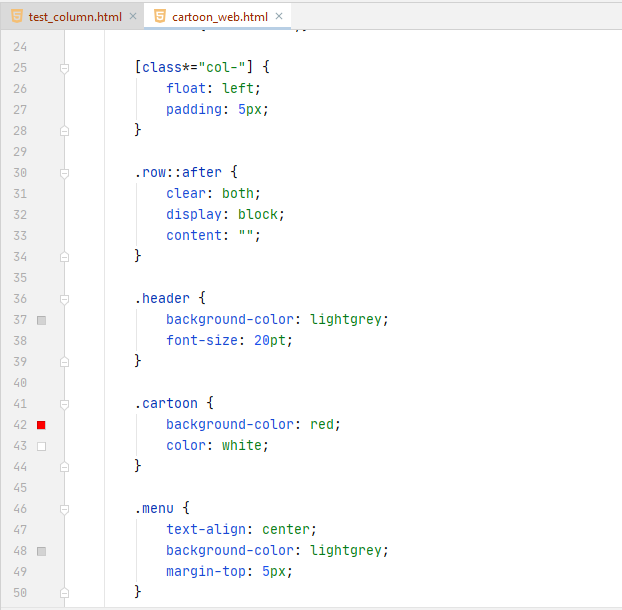 test_column.html × cartoon_web.html ×
24
25 [class*="col-"] {
26 float: left;
27 padding: 5px;
28 }
29
30 .row::after {
31 clear: both;
32 display: block;
33 content: "";
34 }
35
36 .header {
37 background-color: lightgrey;
38 font-size: 20pt;
39 }
40
41 .cartoon {
42 background-color: red;
43 color: white;
44 }
45
46 .menu {
47 text-align: center;
48 background-color: lightgrey;
49 margin-top: 5px;
50 }